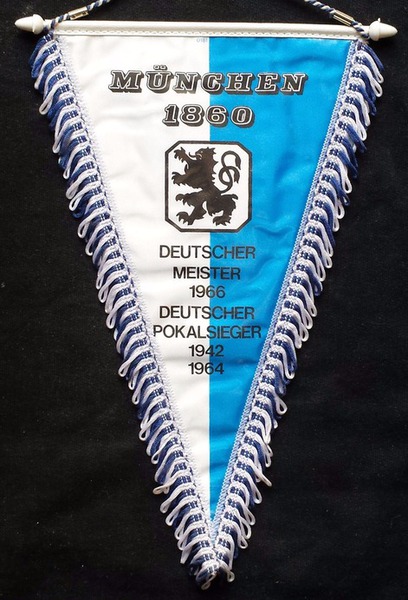 MÜNCHEN
1860
DEUTSCHER
MEISTER
1966
DEUTSCHER
POKALSIEGER
1942
1964